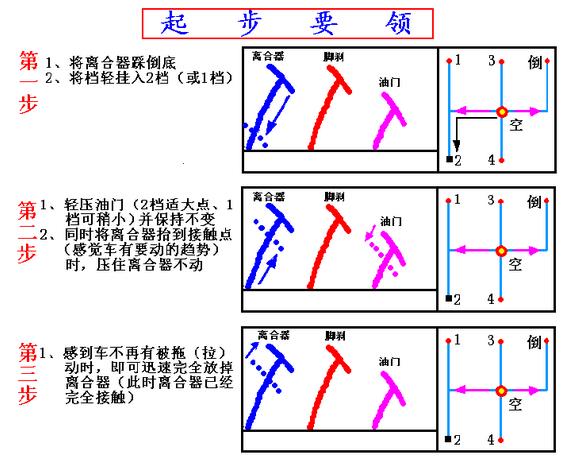 起步要领
第一步
1、将离合器踩倒底
2、将档轻挂入2档（或1档）
离合器
脚刹
油门
1
3
倒
空
2
4
第二步
1、轻压油门（2档适大点、1
档可稍小）并保持不变
2、同时将离合器抬到接触点
（感觉车有要动的趋势）
时，压住离合器不动
离合器
脚刹
油门
1
3
倒
空
2
4
第三步
1、感到车不再有被拖（拉）
动时，即可迅速完全放掉
离合器（此时离合器已经
完全接触）
离合器
脚刹
油门
1
3
倒
空
2
4